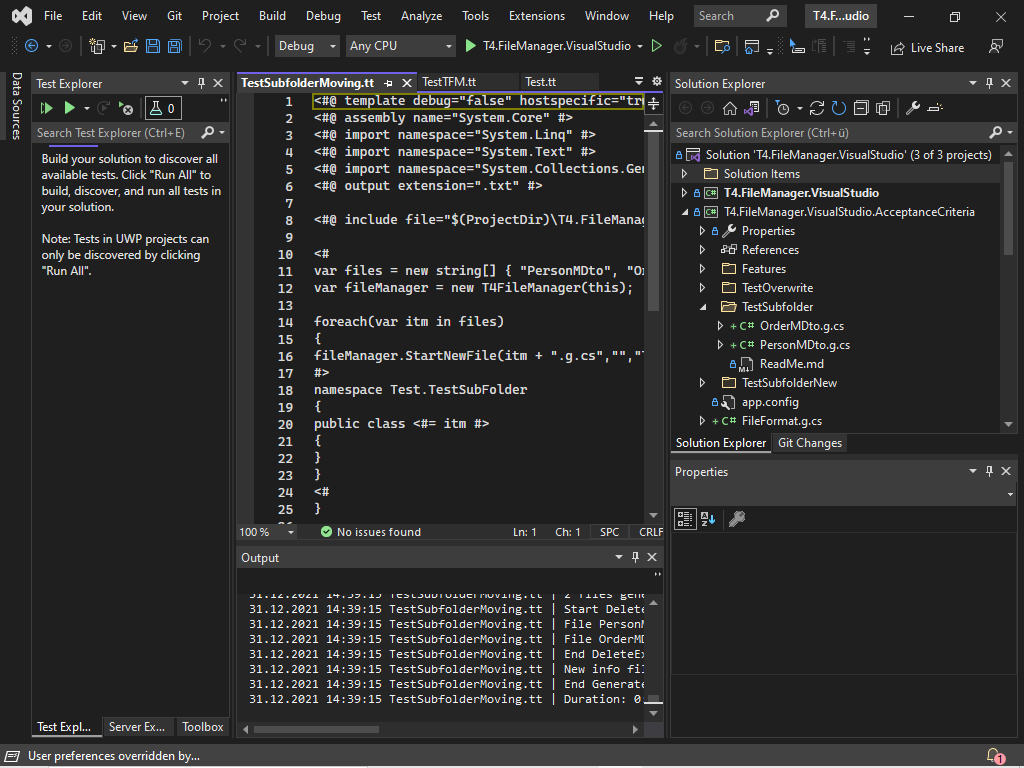 File Edit View Git Project Build Debug Test Analyze Tools Extensions Window Help Search T4.F...udio
Debug Any CPU T4.FileManager.VisualStudio Live Share
Data Sources
Test Explorer
0
Search Test Explorer (Ctrl+E)
Build your solution to discover all
available tests. Click "Run All" to
build, discover, and run all tests in
your solution.
Note: Tests in UWP projects can
only be discovered by clicking
"Run All".
Test Expl... Server Ex... Toolbox
TestSubfolderMoving.tt TestTFM.tt Test.tt
1 <#@ template debug="false" hostspecific="tr
2 <#@ assembly name="System.Core" #>
3 <#@ import namespace="System.Linq" #>
4 <#@ import namespace="System.Text" #>
5 <#@ import namespace="System.Collections.Gen
6 <#@ output extension=".txt" #>
7
8 <#@ include file="$(ProjectDir)\T4.FileManag
9
10 <#
11 var files = new string[] { "PersonMDto", "Or
12 var fileManager = new T4FileManager(this);
13
14 foreach(var itm in files)
15 {
16 fileManager.StartNewFile(itm + ".g.cs","","T
17 #>
18 namespace Test.TestSubFolder
19 {
20 public class <#= itm #>
21 {
22 }
23 }
24 <#
25 }
100 % No issues found Ln: 1 Ch: 1 SPC CRLF
Output
31.12.2021 14:39:15 TestSubfolderMoving.tt | 2 files gene
31.12.2021 14:39:15 TestSubfolderMoving.tt | Start Delete
31.12.2021 14:39:15 TestSubfolderMoving.tt | File PersonM
31.12.2021 14:39:15 TestSubfolderMoving.tt | File OrderMD
31.12.2021 14:39:15 TestSubfolderMoving.tt | End DeleteEx
31.12.2021 14:39:15 TestSubfolderMoving.tt | New info fil
31.12.2021 14:39:15 TestSubfolderMoving.tt | End Generate
31.12.2021 14:39:15 TestSubfolderMoving.tt | Duration: 0
Solution Explorer
Search Solution Explorer (Ctrl+ü)
Solution 'T4.FileManager.VisualStudio' (3 of 3 projects)
Solution Items
C# T4.FileManager.VisualStudio
C# T4.FileManager.VisualStudio.AcceptanceCriteria
Properties
References
Features
TestOverwrite
TestSubfolder
+ C# OrderMDto.g.cs
+ C# PersonMDto.g.cs
ReadMe.md
TestSubfolderNew
app.config
+ C# FileFormat.g.cs
Solution Explorer Git Changes
Properties
User preferences overridden by...
1